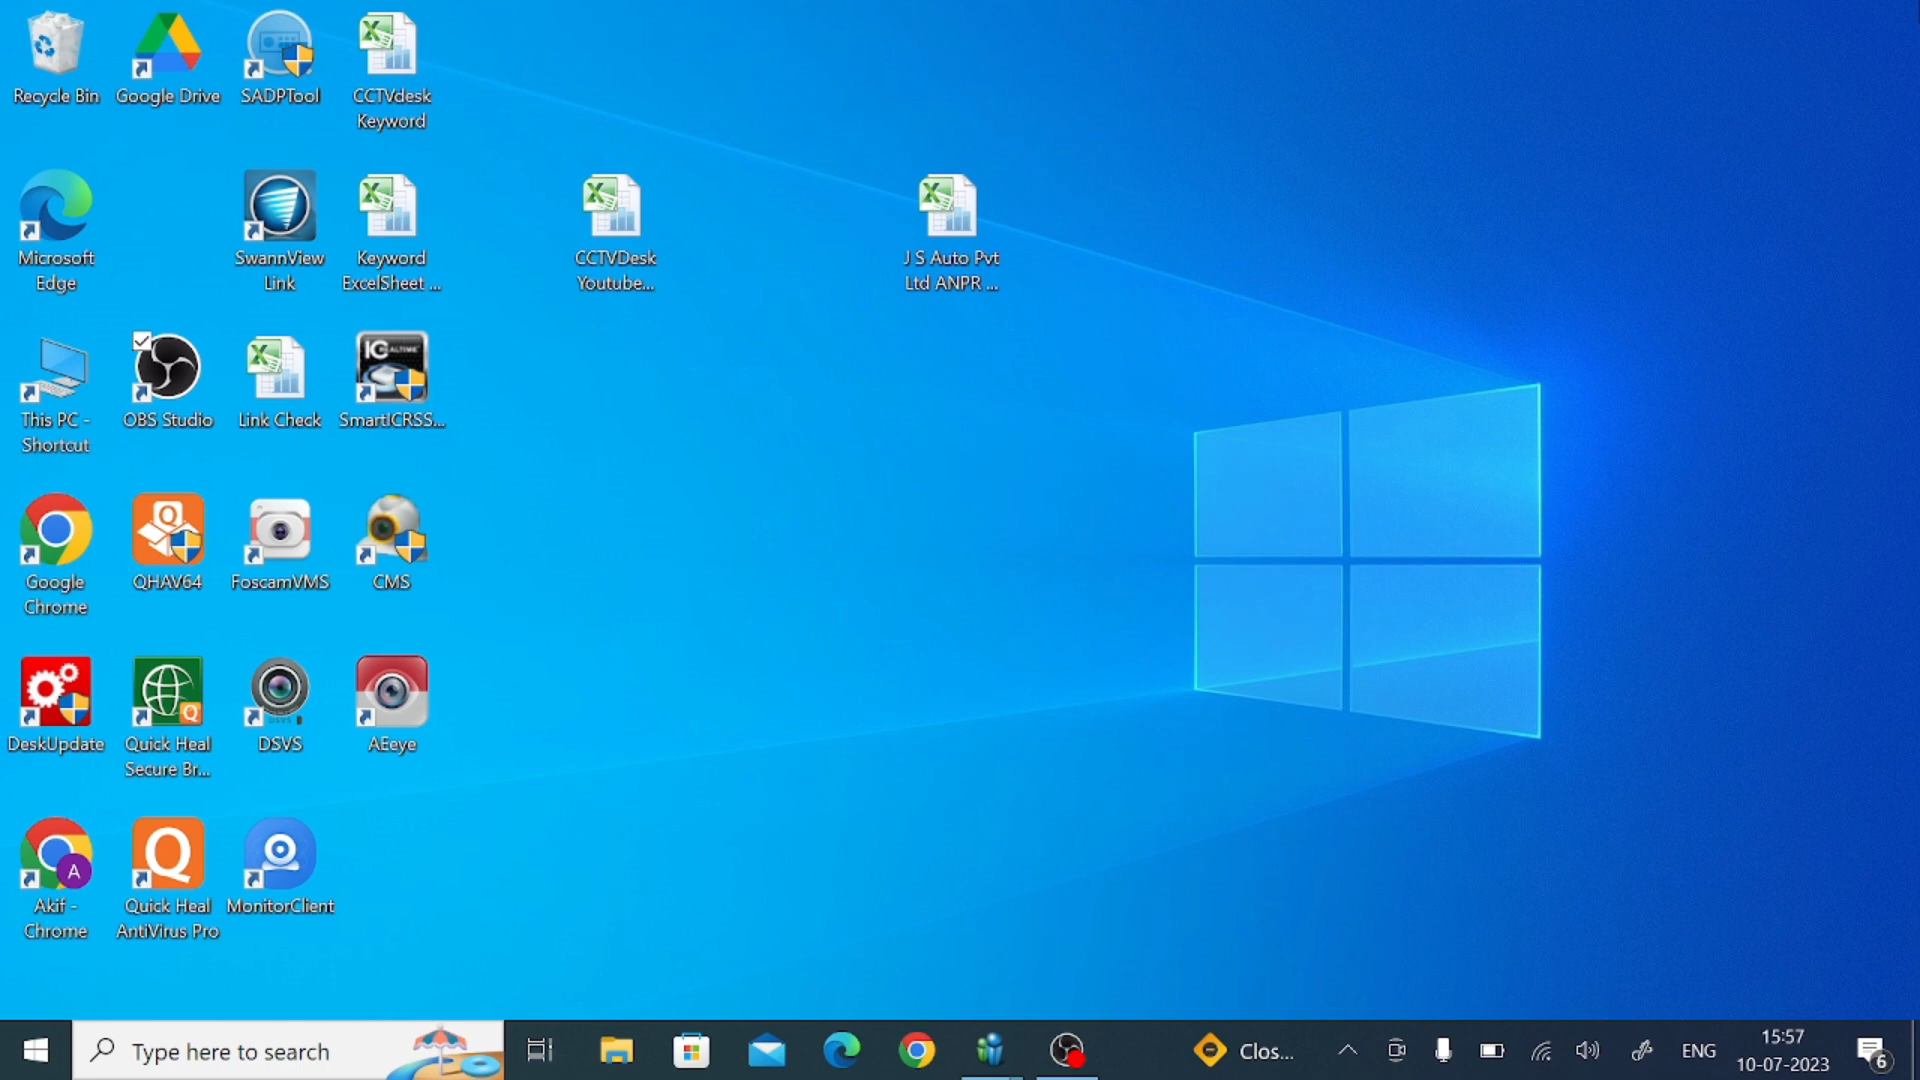 Recycle Bin
Google Drive
SADPTool
CCTVdesk
Keyword
Microsoft
Edge
SwannView
Link
Keyword
ExcelSheet ...
CCTVDesk
Youtube...
J S Auto Pvt
Ltd ANPR ...
This PC -
Shortcut
OBS Studio
Link Check
SmartICRSS...
Google
Chrome
QHAV64
FoscamVMS
CMS
DeskUpdate
Quick Heal
Secure Br...
DSVS
AEeye
Akif -
Chrome
Quick Heal
AntiVirus Pro
MonitorClient
Type here to search
Clos...
ENG
15:57
10-07-2023
6